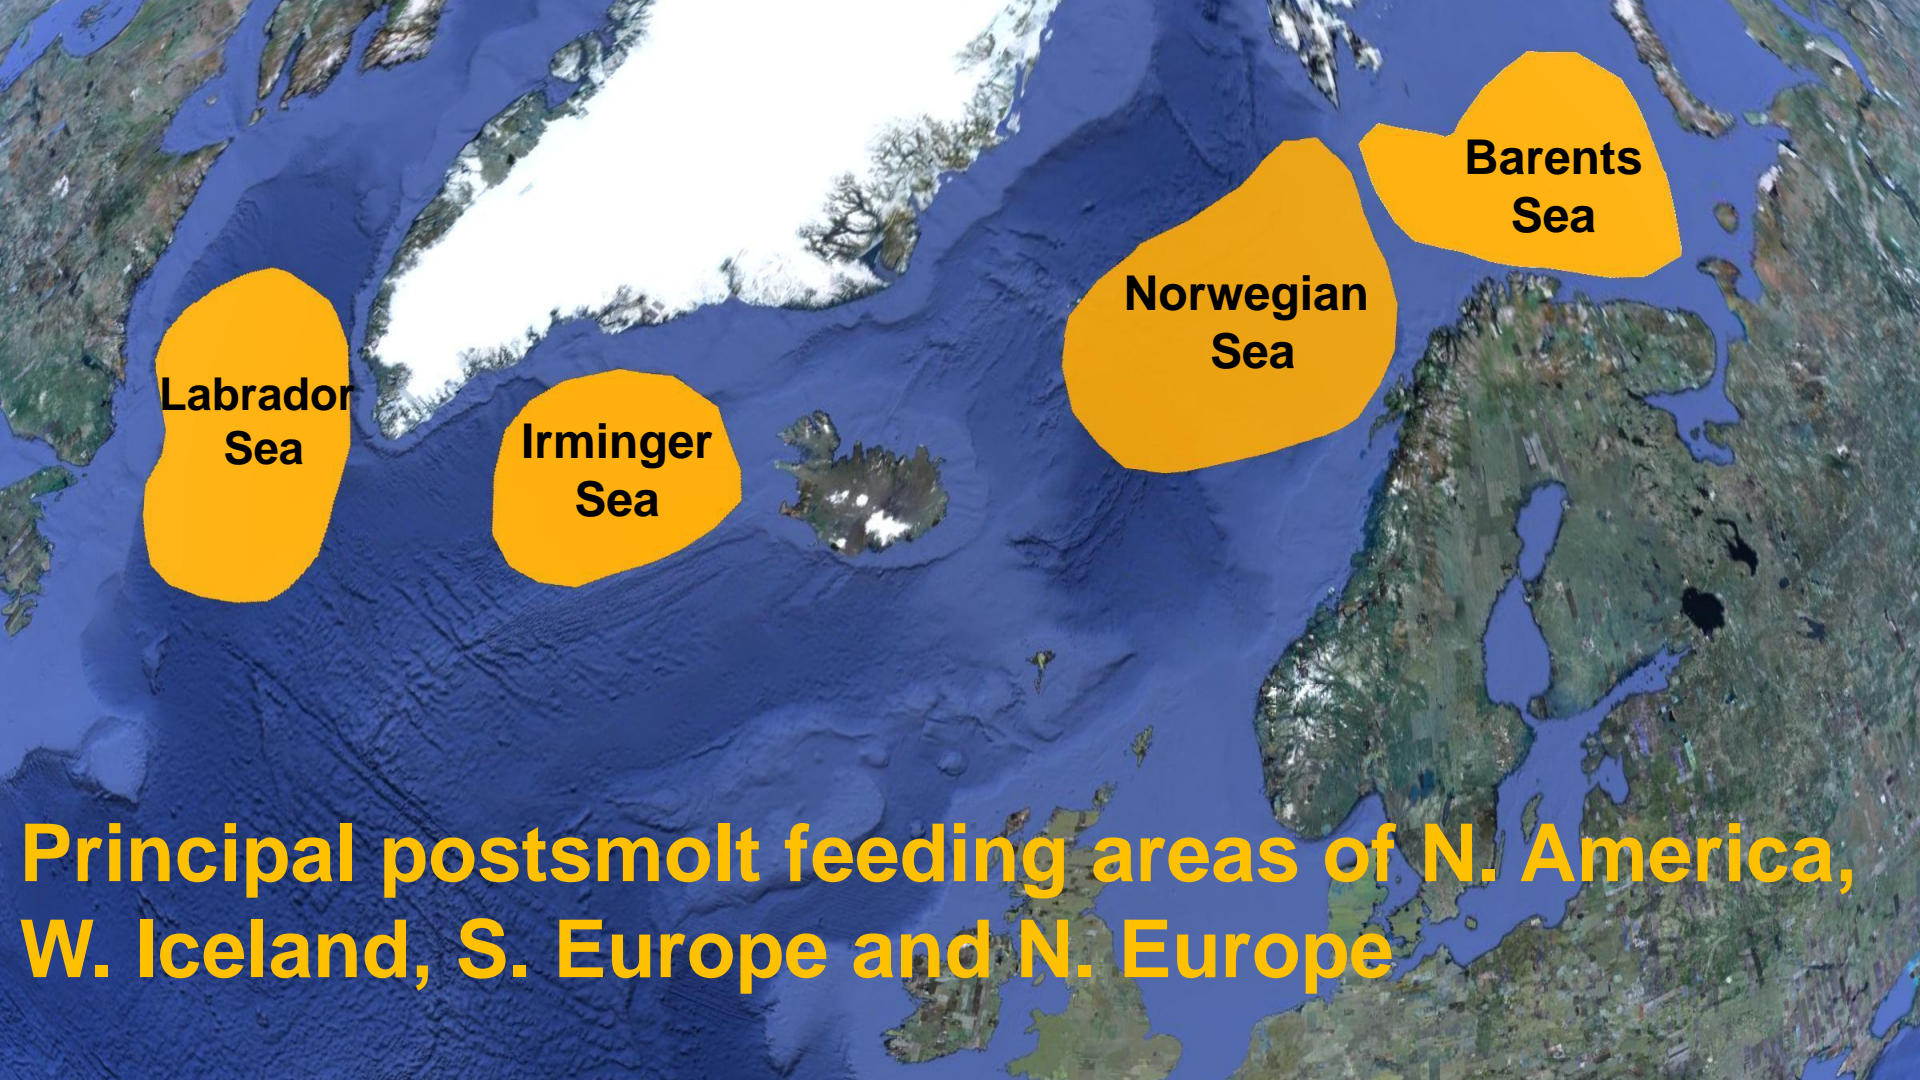 Barents
Sea
Norwegian
Sea
Labrador
Sea
Irminger
Sea
Principal postsmolt feeding areas of N. America,
W. Iceland, S. Europe and N. Europe